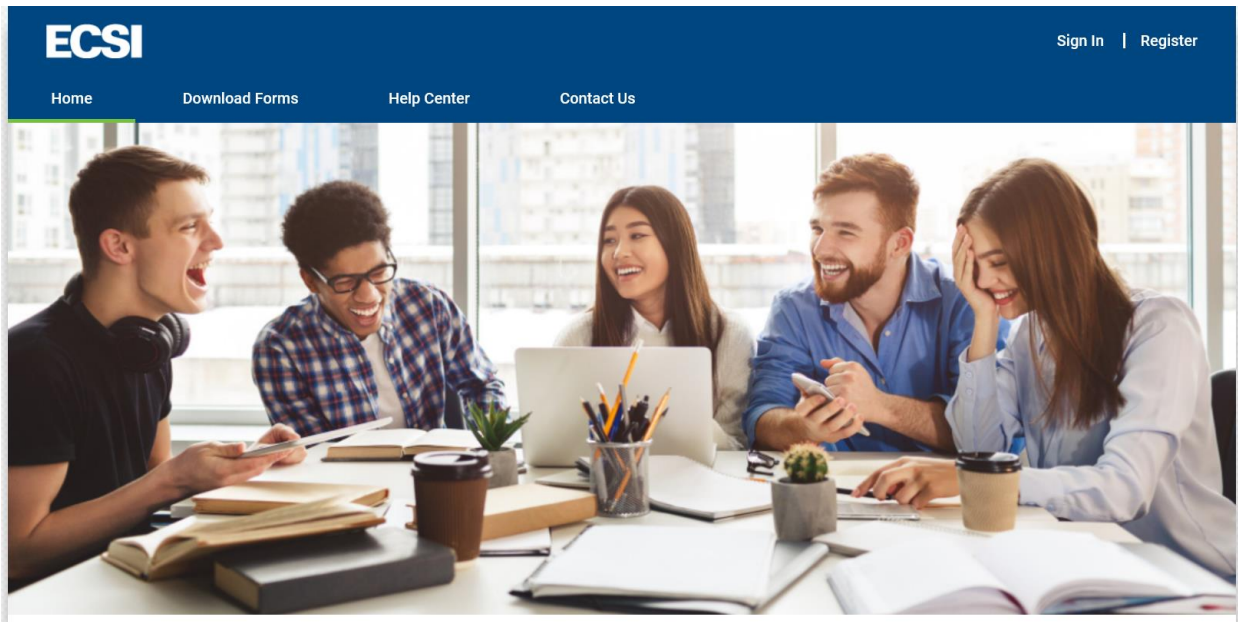 ECSI
Sign In | Register
Home Download Forms Help Center Contact Us